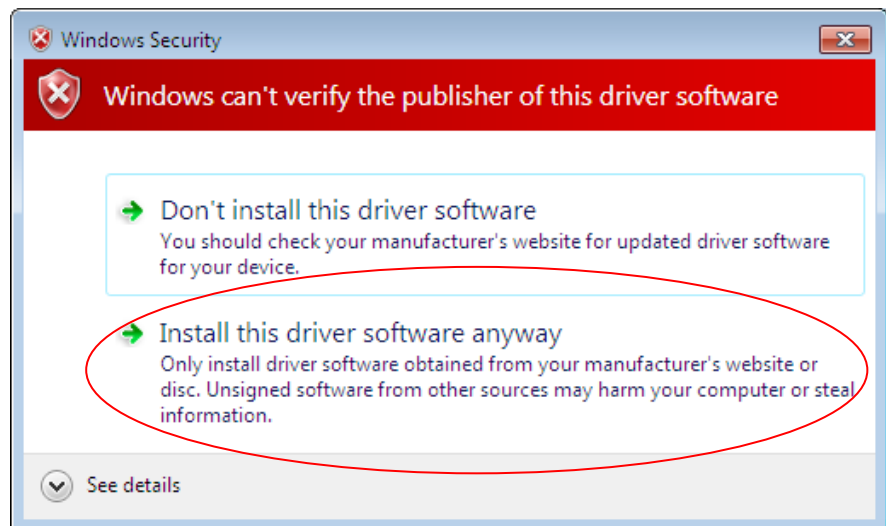 Windows Security
Windows can't verify the publisher of this driver software
Don't install this driver software
You should check your manufacturer's website for updated driver software
for your device.
Install this driver software anyway
Only install driver software obtained from your manufacturer's website or
disc. Unsigned software from other sources may harm your computer or steal
information.
See details